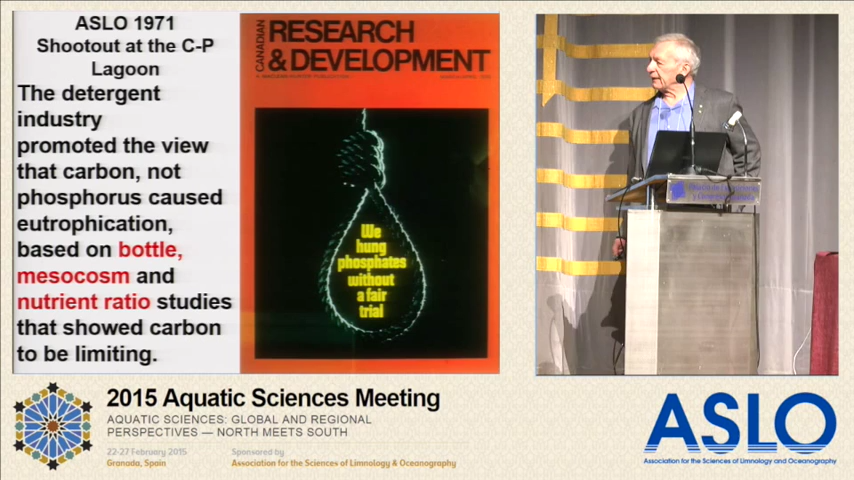 ASLO 1971
Shootout at the C-P
Lagoon
The detergent
industry
promoted the view
that carbon, not
phosphorus caused
eutrophication,
based on bottle,
mesocosm and
nutrient ratio studies
that showed carbon
to be limiting.
CANADIAN
RESEARCH
& DEVELOPMENT
We
hung
phosphates
without
a fair
trial
2015 Aquatic Sciences Meeting
AQUATIC SCIENCES: GLOBAL AND REGIONAL
PERSPECTIVES — NORTH MEETS SOUTH
22-27 February 2015
Granada, Spain
Sponsored by
Association for the Sciences of Limnology & Oceanography
ASLO
Association for the Sciences of Limnology and Oceanography